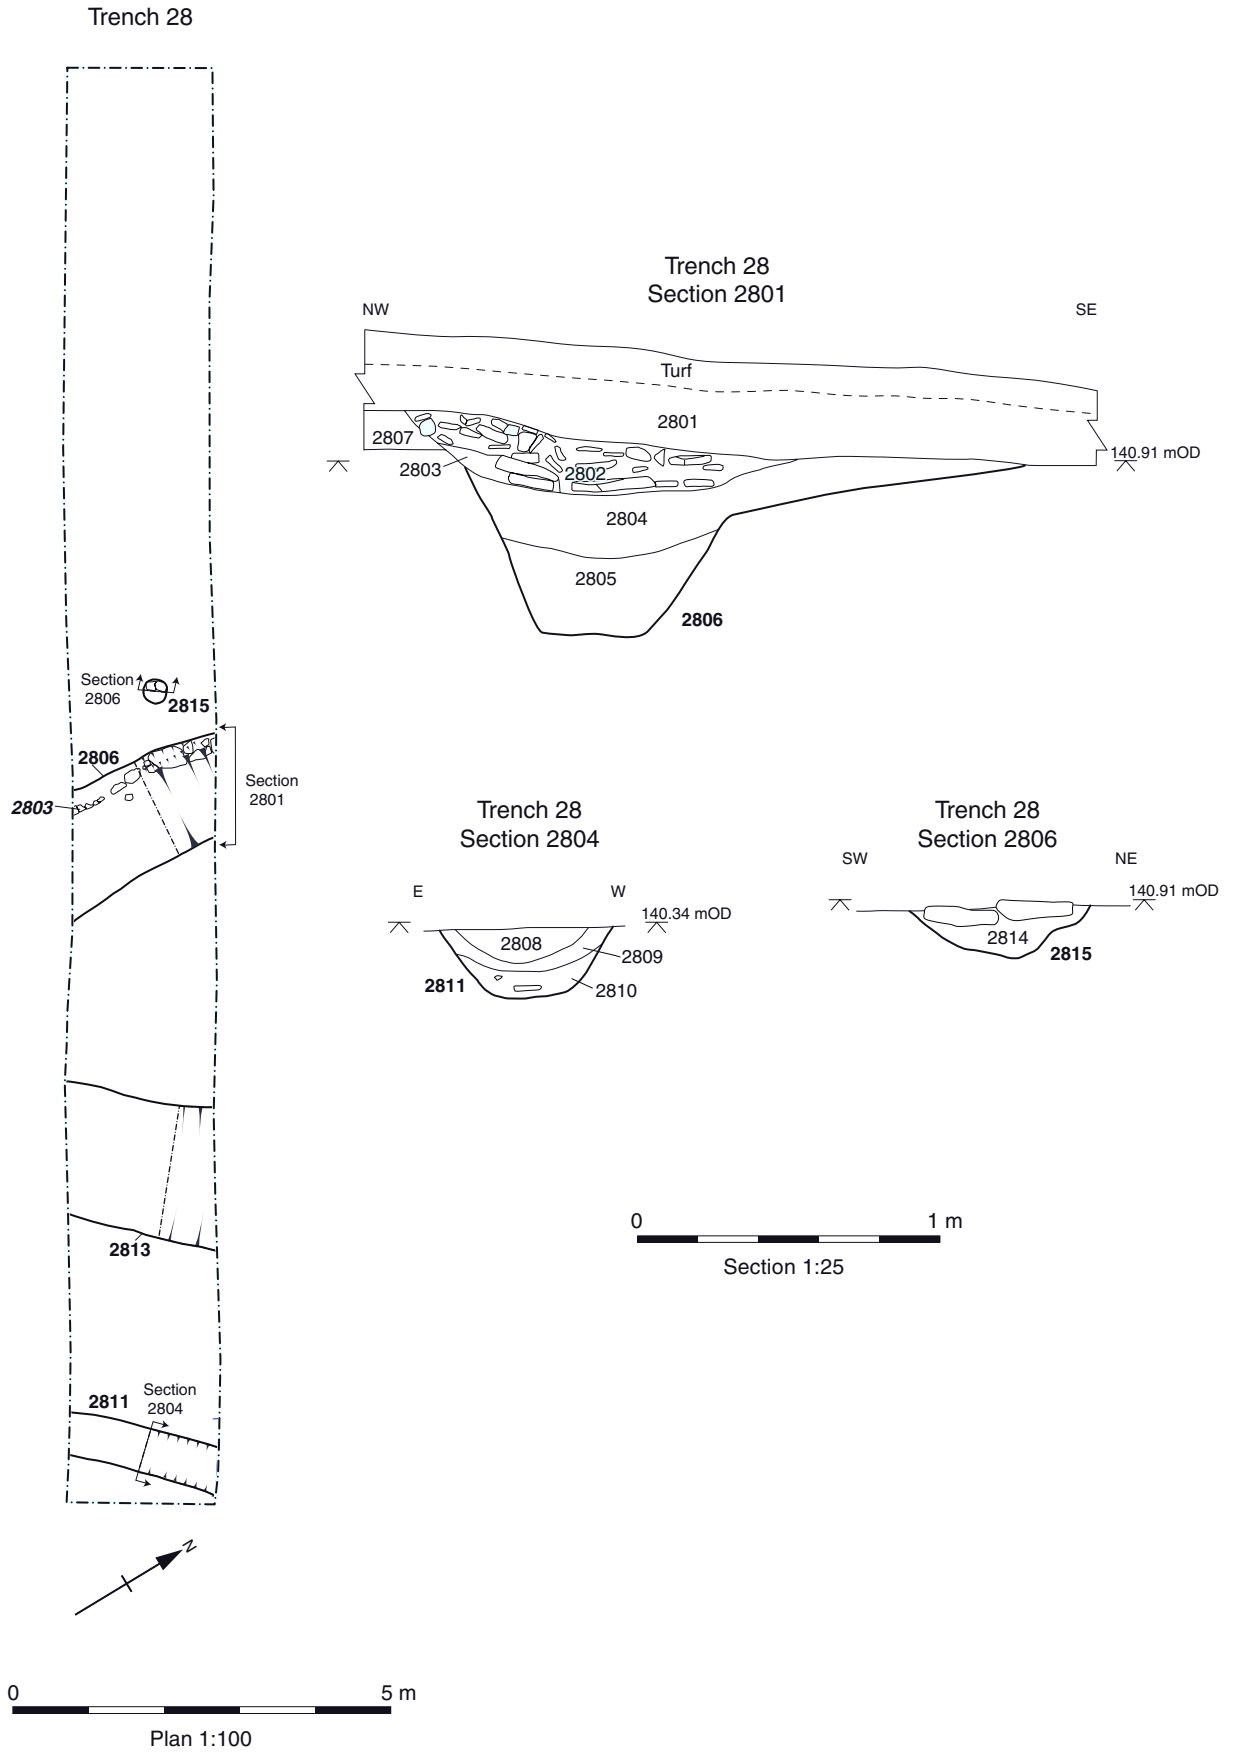 Trench 28
Trench 28
Section 2801
NW
SE
Turf
2801
2807
2803
2802
140.91 mOD
2804
2805
2806
Section
2806
2815
2806
2803
Section
2801
Trench 28
Section 2804
E
W
140.34 mOD
2808
2809
2811
2810
Trench 28
Section 2806
SW
NE
140.91 mOD
2814
2815
2813
0
1 m
Section 1:25
2811
Section
2804
N
0
5 m
Plan 1:100